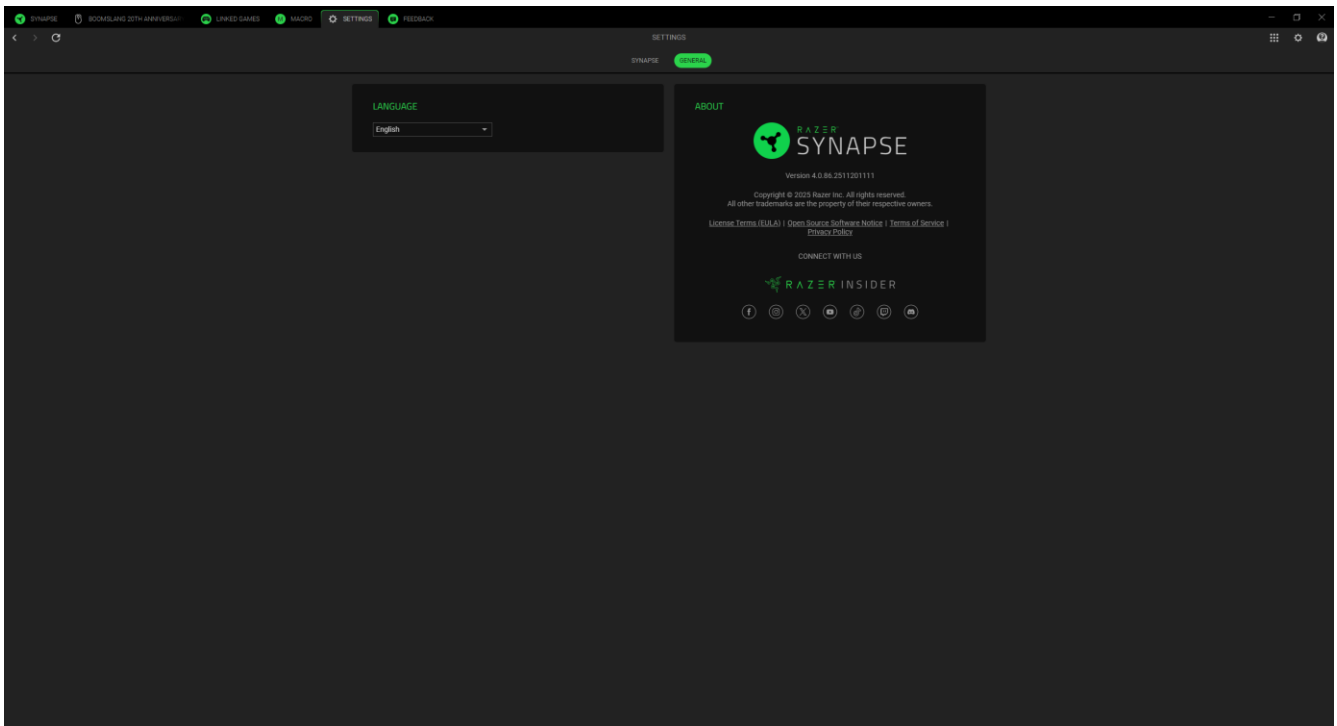 SYNAPSE BOOMSLANG 20TH ANNIVERSARY LINKED GAMES MACRO SETTINGS FEEDBACK
SETTINGS
SYNAPSE GENERAL
LANGUAGE
English
ABOUT
RAZER
SYNAPSE
Version 4.0.86.2511201111
Copyright © 2025 Razer Inc. All rights reserved.
All other trademarks are the property of their respective owners.
License Terms (EULA) | Open Source Software Notice | Terms of Service |
Privacy Policy
CONNECT WITH US
RAZER INSIDER